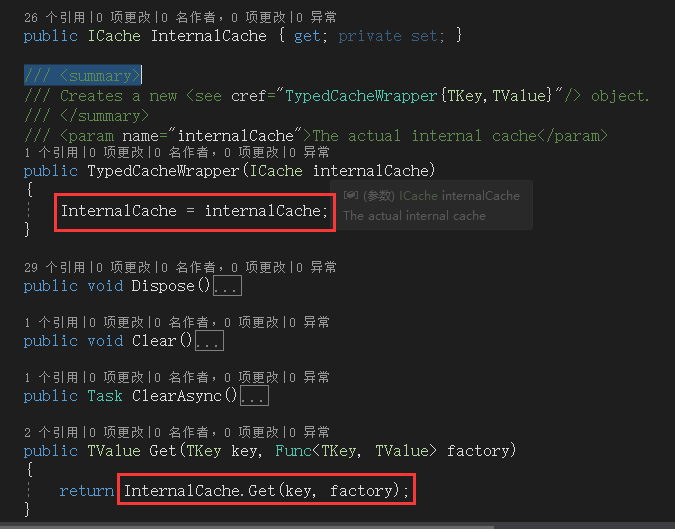 26 个引用|0 项更改|0 名作者，0 项更改|0 异常
public ICache InternalCache { get; private set; }
/// <summary>
/// Creates a new <see cref="TypedCacheWrapper{TKey,TValue}"/> object.
/// </summary>
/// <param name="internalCache">The actual internal cache</param>
1 个引用|0 项更改|0 名作者，0 项更改|0 异常
public TypedCacheWrapper(ICache internalCache)
{
InternalCache = internalCache;
(参数) ICache internalCache
The actual internal cache
}
29 个引用|0 项更改|0 名作者，0 项更改|0 异常
public void Dispose()...
1 个引用|0 项更改|0 名作者，0 项更改|0 异常
public void Clear()...
1 个引用|0 项更改|0 名作者，0 项更改|0 异常
public Task ClearAsync()...
2 个引用|0 项更改|0 名作者，0 项更改|0 异常
public TValue Get(TKey key, Func<TKey, TValue> factory)
{
return InternalCache.Get(key, factory);
}